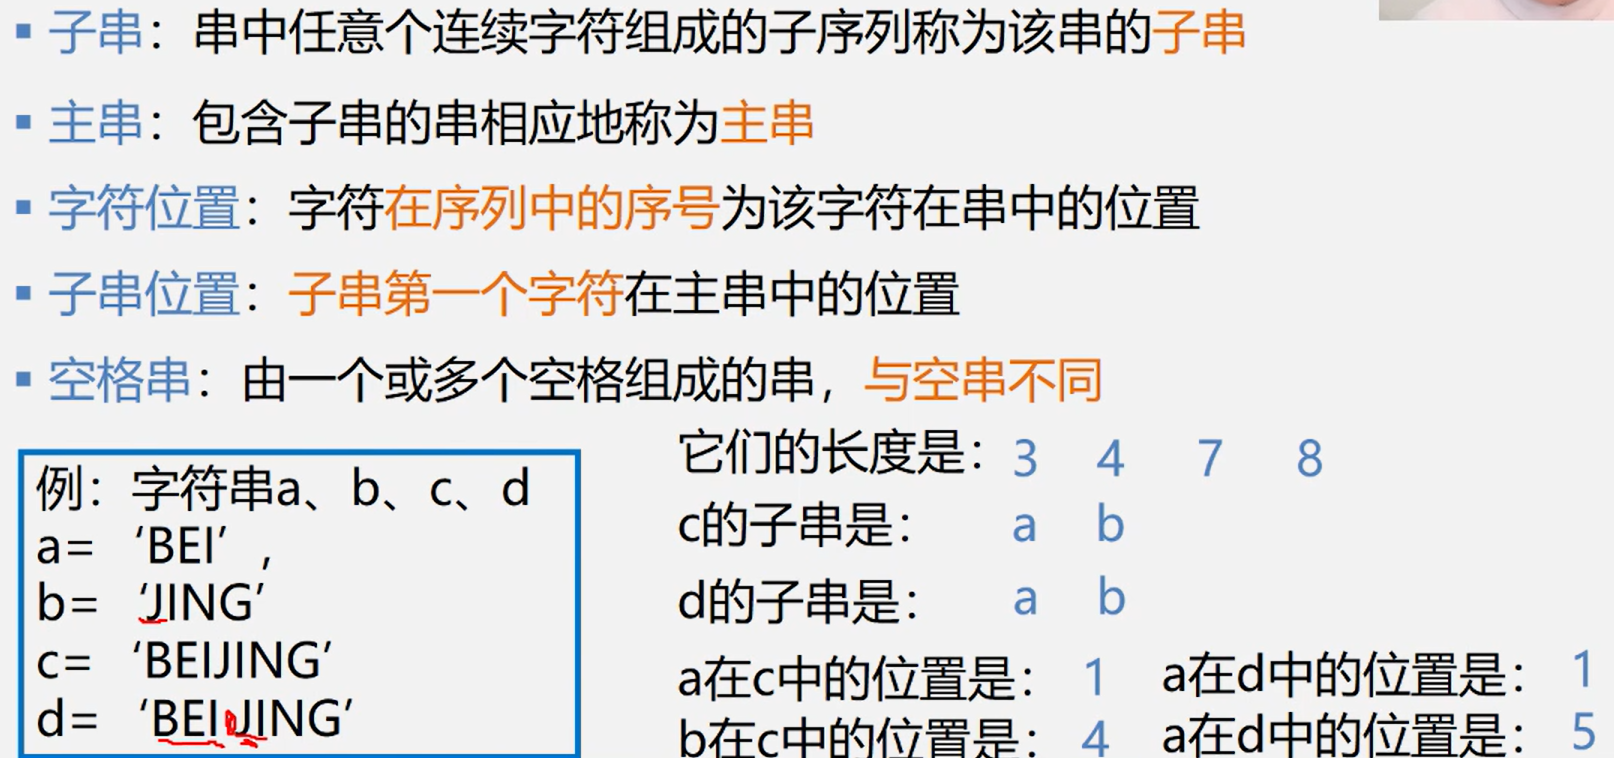 ▪ 子串：串中任意个连续字符组成的子序列称为该串的子串
▪ 主串：包含子串的串相应地称为主串
▪ 字符位置：字符在序列中的序号为该字符在串中的位置
▪ 子串位置：子串第一个字符在主串中的位置
▪ 空格串：由一个或多个空格组成的串，与空串不同
例：字符串a、b、c、d
a= ‘BEI’ ，
b= ‘JING’
c= ‘BEIJING’
d= ‘BEI JING’
它们的长度是： 3 4 7 8
c的子串是： a b
d的子串是： a b
a在c中的位置是： 1 a在d中的位置是： 1
b在c中的位置是： 4 a在d中的位置是： 5